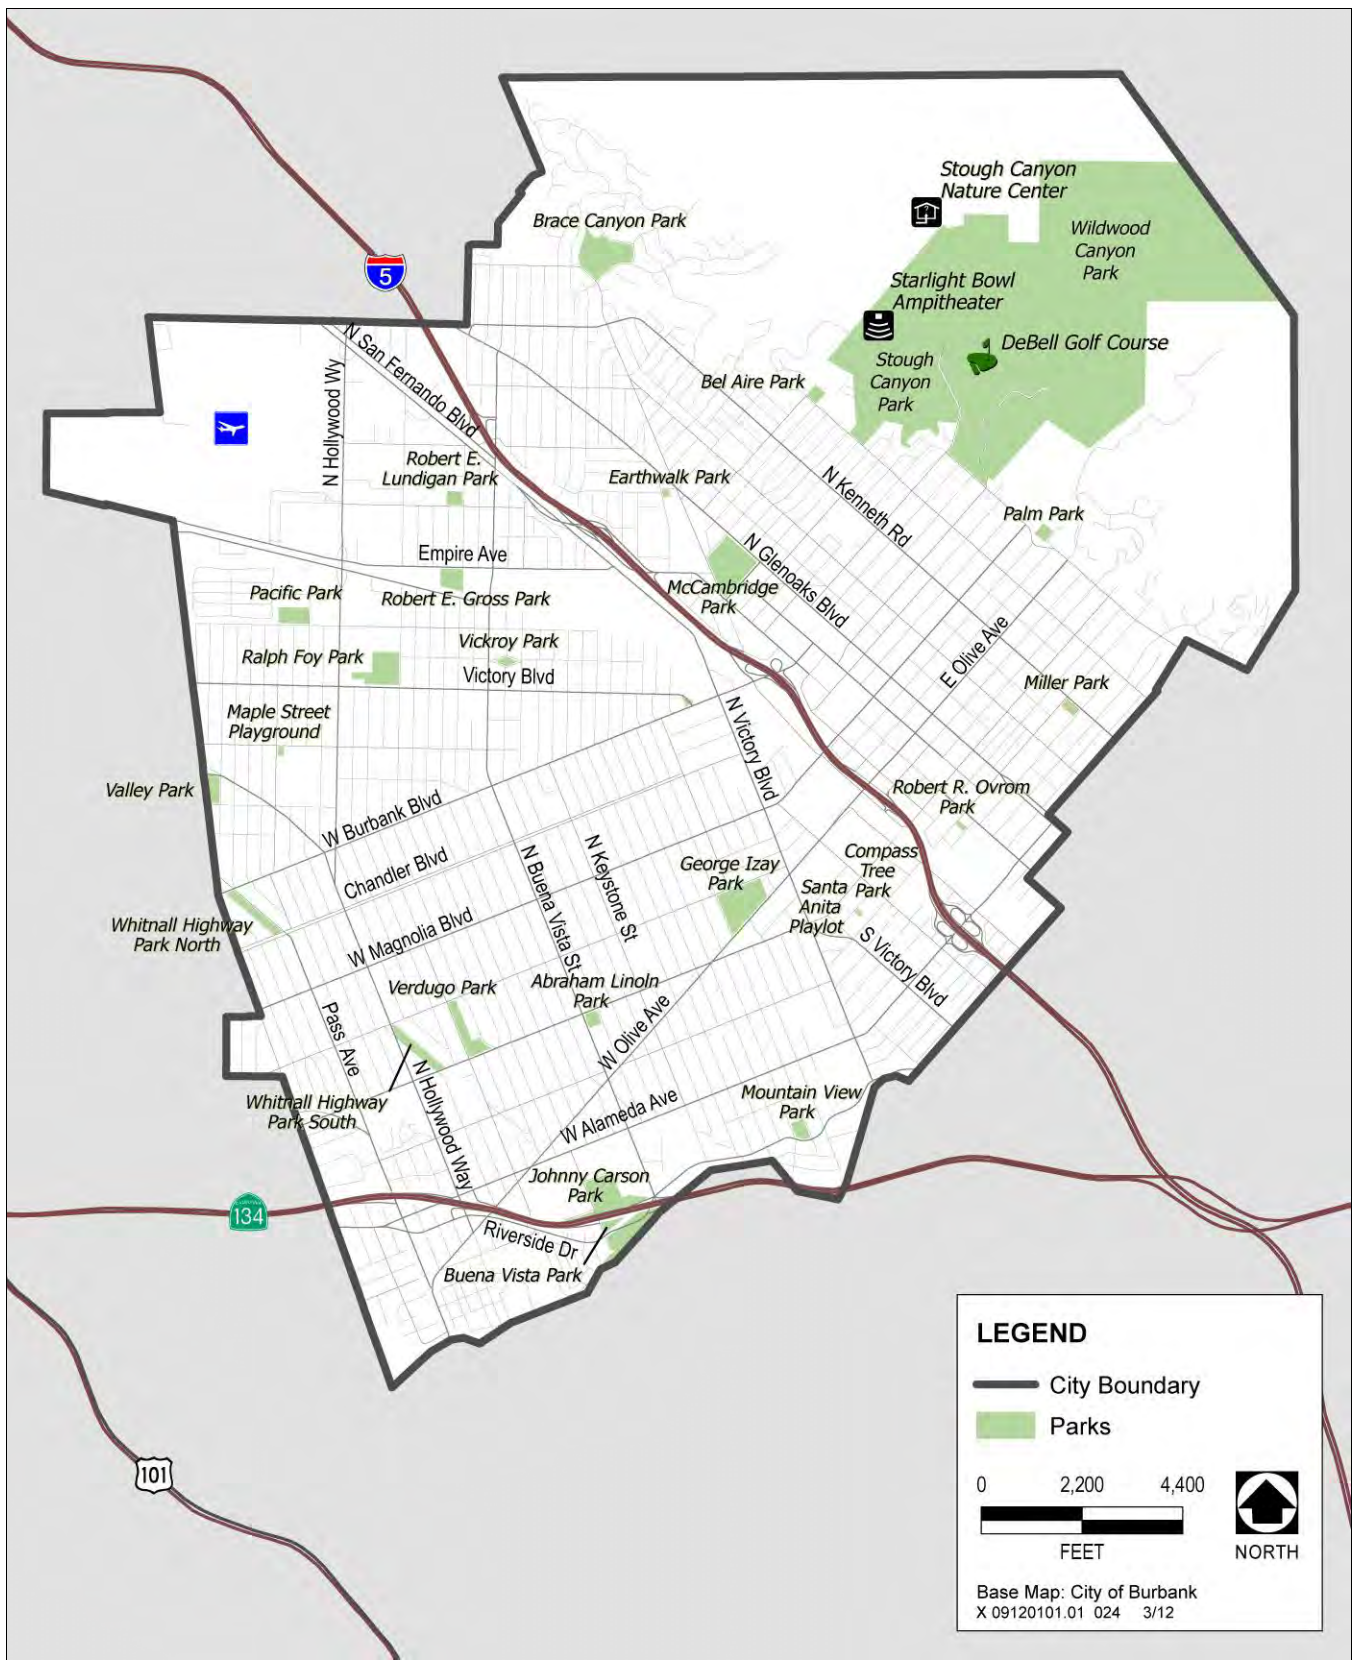 Stough Canyon
Nature Center
Brace Canyon Park
Wildwood
Canyon
Park
5
Starlight Bowl
Ampitheater
N San Fernando Blvd
DeBell Golf Course
Stough
Canyon
Park
N Hollywood Wy
Bel Aire Park
Robert E.
Lundigan Park
Earthwalk Park
N Kenneth Rd
Palm Park
Empire Ave
N Glenoaks Blvd
McCambridge
Park
Pacific Park
Robert E. Gross Park
E Olive Ave
Vickroy Park
Ralph Foy Park
Victory Blvd
Miller Park
Maple Street
Playground
N Victory Blvd
Valley Park
Robert R. Ovrom
Park
W Burbank Blvd
Chandler Blvd
N Buena Vista St
N Keystone St
George Izay
Park
Compass
Tree
Park
Santa
Anita
Playlot
Whitnall Highway
Park North
W Magnolia Blvd
S Victory Blvd
Verdugo Park
Abraham Linoln
Park
Pass Ave
W Olive Ave
Whitnall Highway
Park South
N Hollywood Way
W Alameda Ave
Mountain View
Park
Johnny Carson
Park
134
Riverside Dr
Buena Vista Park
101
LEGEND
City Boundary
Parks
0 2,200 4,400
FEET
NORTH
Base Map: City of Burbank
X 09120101.01 024 3/12